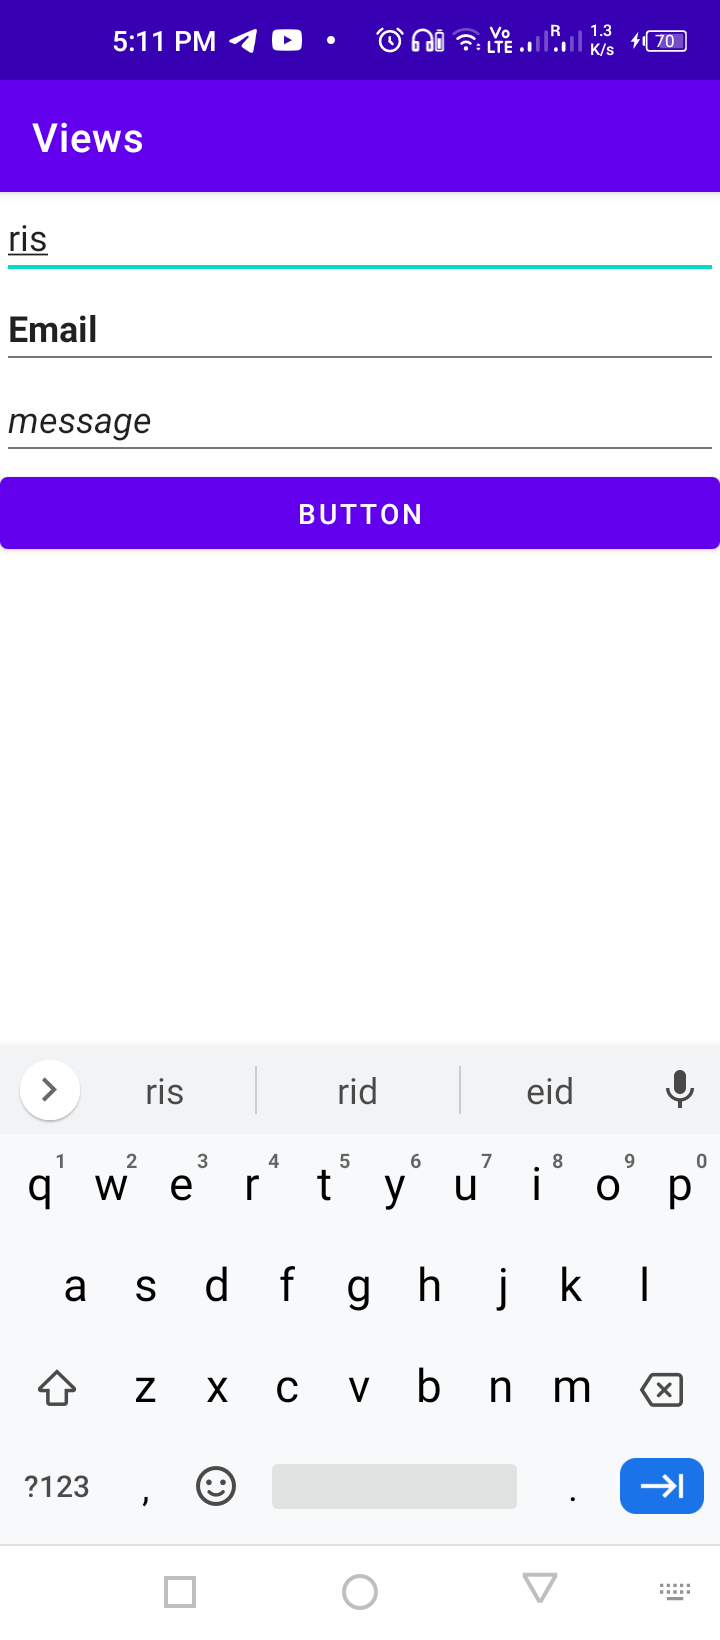 5:11 PM Vo LTE R 1.3 K/s 70
Views
ris
Email
message
BUTTON
ris rid eid
1 2 3 4 5 6 7 8 9 0
q w e r t y u i o p
a s d f g h j k l
z x c v b n m
?123 , .